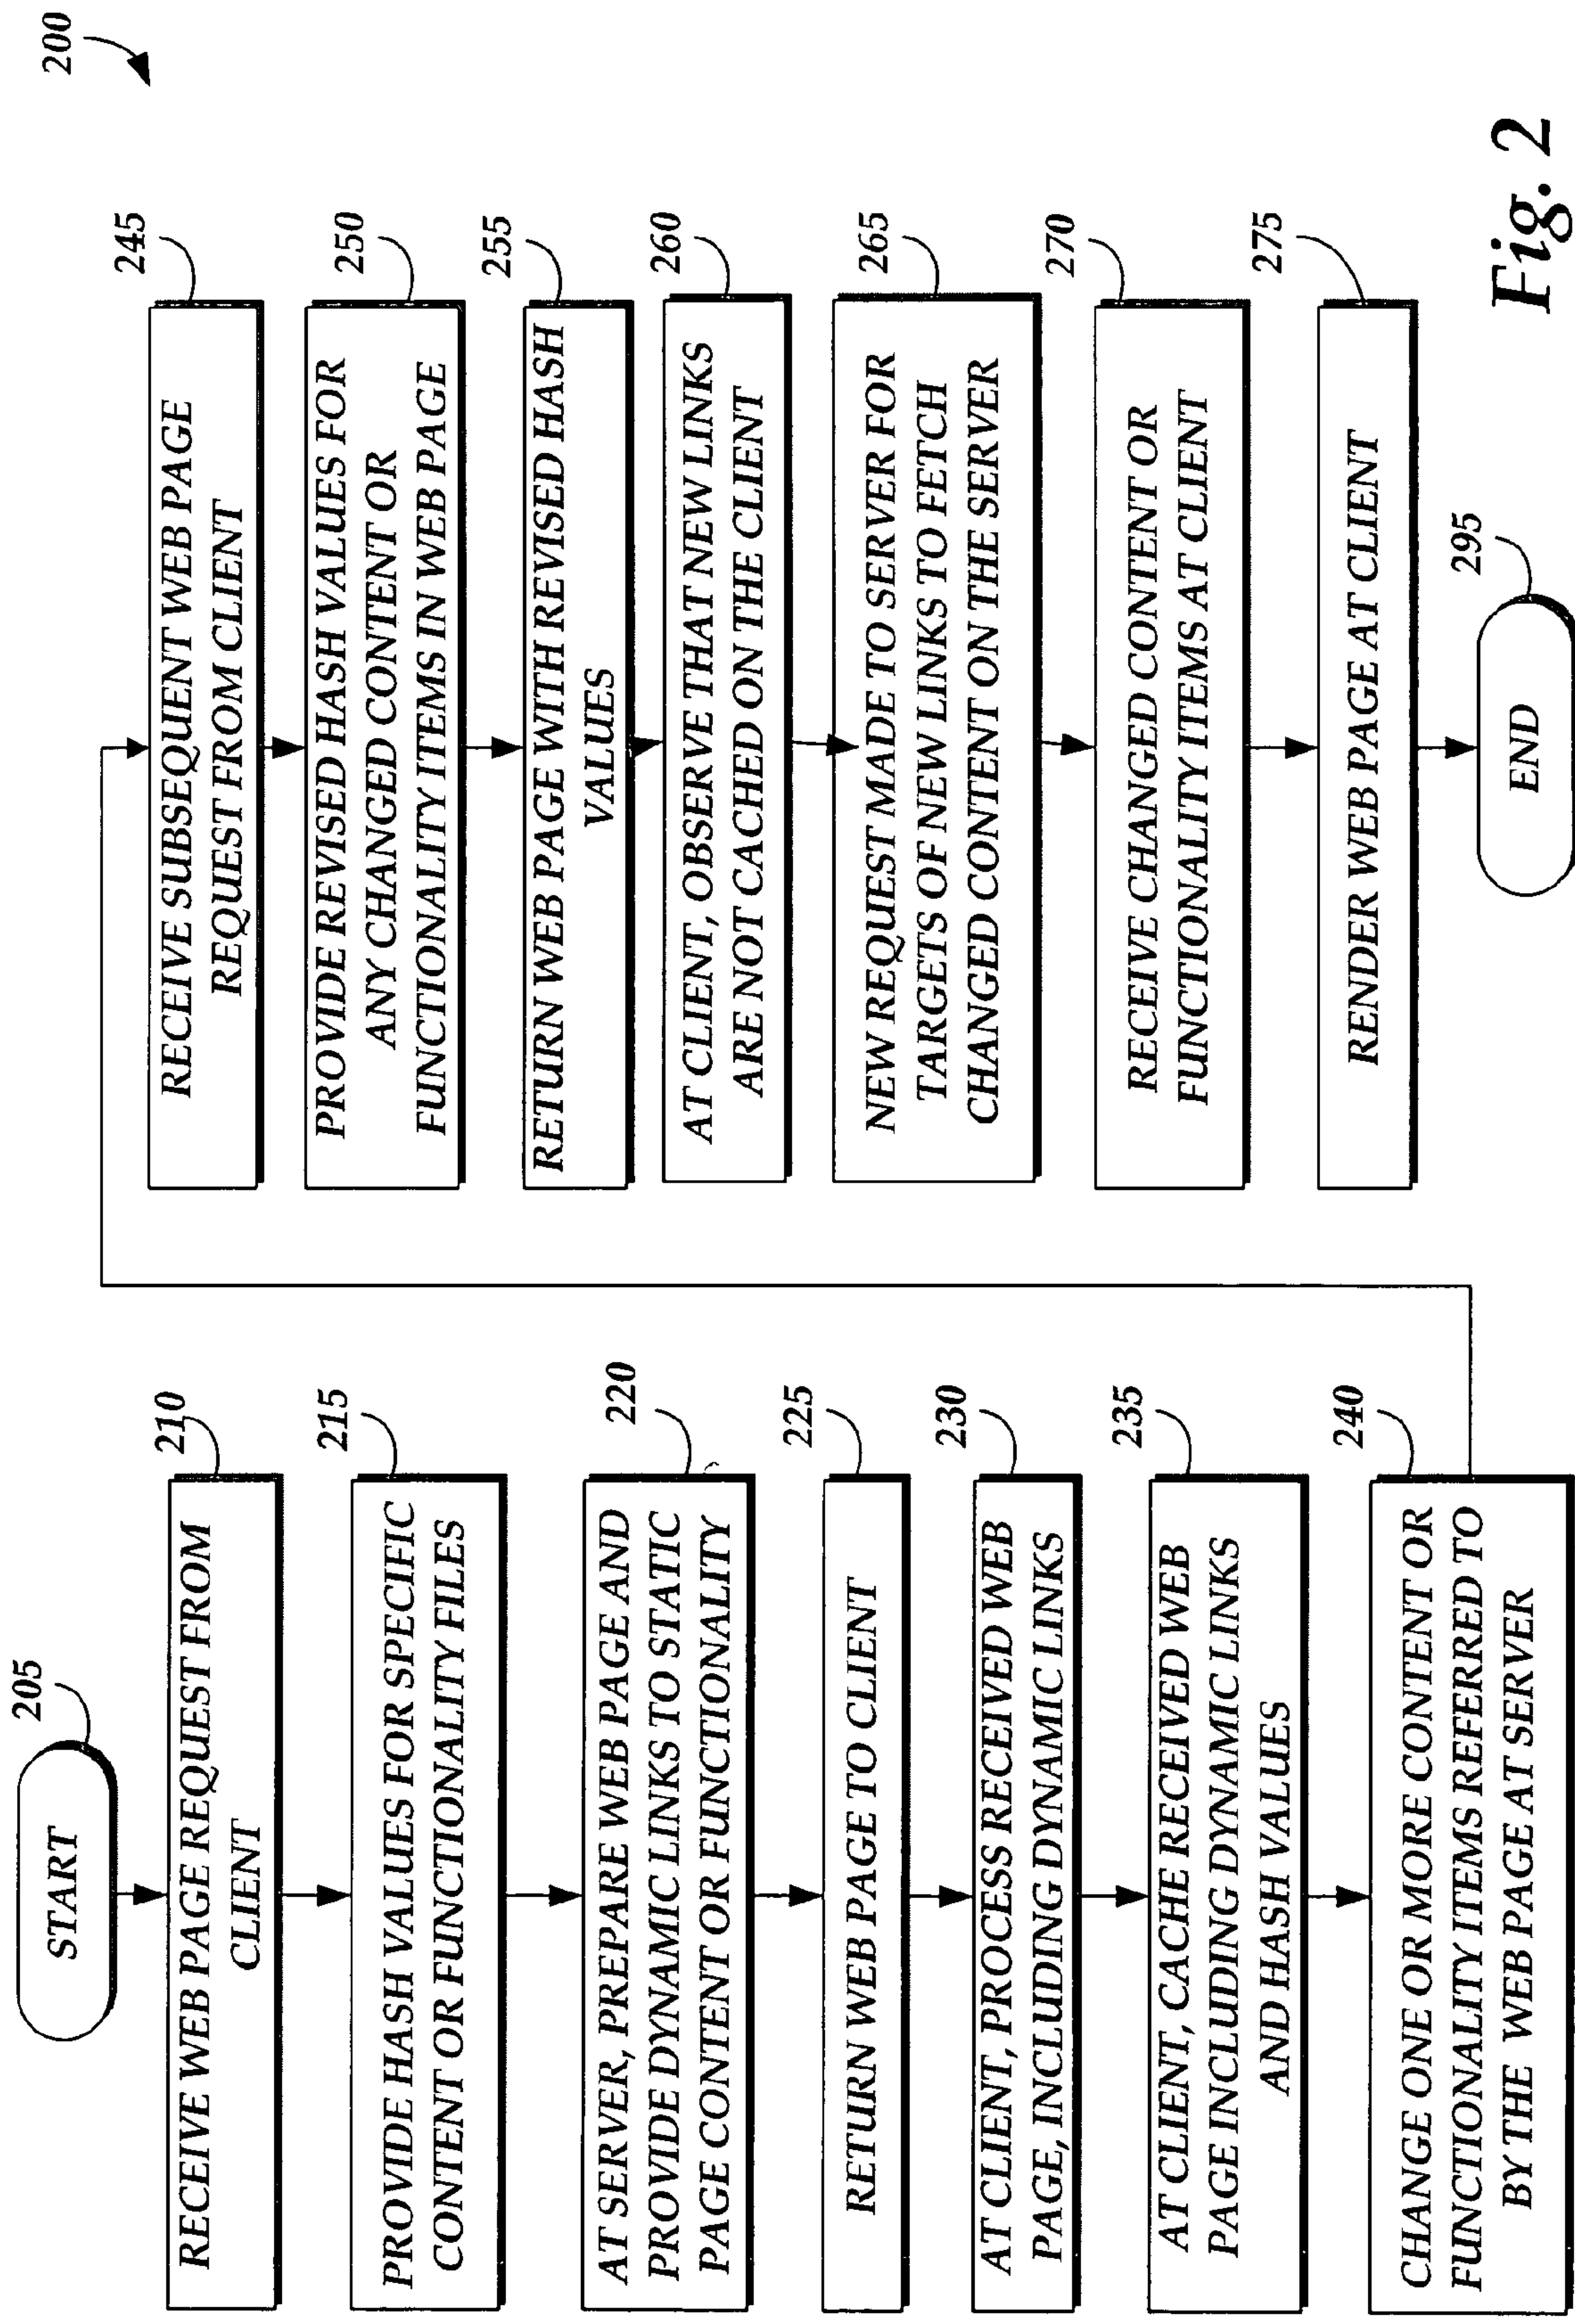 200
START
205
RECEIVE WEB PAGE REQUEST FROM
CLIENT
210
PROVIDE HASH VALUES FOR SPECIFIC
CONTENT OR FUNCTIONALITY FILES
215
AT SERVER, PREPARE WEB PAGE AND
PROVIDE DYNAMIC LINKS TO STATIC
PAGE CONTENT OR FUNCTIONALITY
220
RETURN WEB PAGE TO CLIENT
225
AT CLIENT, PROCESS RECEIVED WEB
PAGE, INCLUDING DYNAMIC LINKS
230
AT CLIENT, CACHE RECEIVED WEB
PAGE INCLUDING DYNAMIC LINKS
AND HASH VALUES
235
CHANGE ONE OR MORE CONTENT OR
FUNCTIONALITY ITEMS REFERRED TO
BY THE WEB PAGE AT SERVER
240
RECEIVE SUBSEQUENT WEB PAGE
REQUEST FROM CLIENT
245
PROVIDE REVISED HASH VALUES FOR
ANY CHANGED CONTENT OR
FUNCTIONALITY ITEMS IN WEB PAGE
250
RETURN WEB PAGE WITH REVISED HASH
VALUES
255
AT CLIENT, OBSERVE THAT NEW LINKS
ARE NOT CACHED ON THE CLIENT
260
NEW REQUEST MADE TO SERVER FOR
TARGETS OF NEW LINKS TO FETCH
CHANGED CONTENT ON THE SERVER
265
RECEIVE CHANGED CONTENT OR
FUNCTIONALITY ITEMS AT CLIENT
270
RENDER WEB PAGE AT CLIENT
275
END
295
Fig. 2